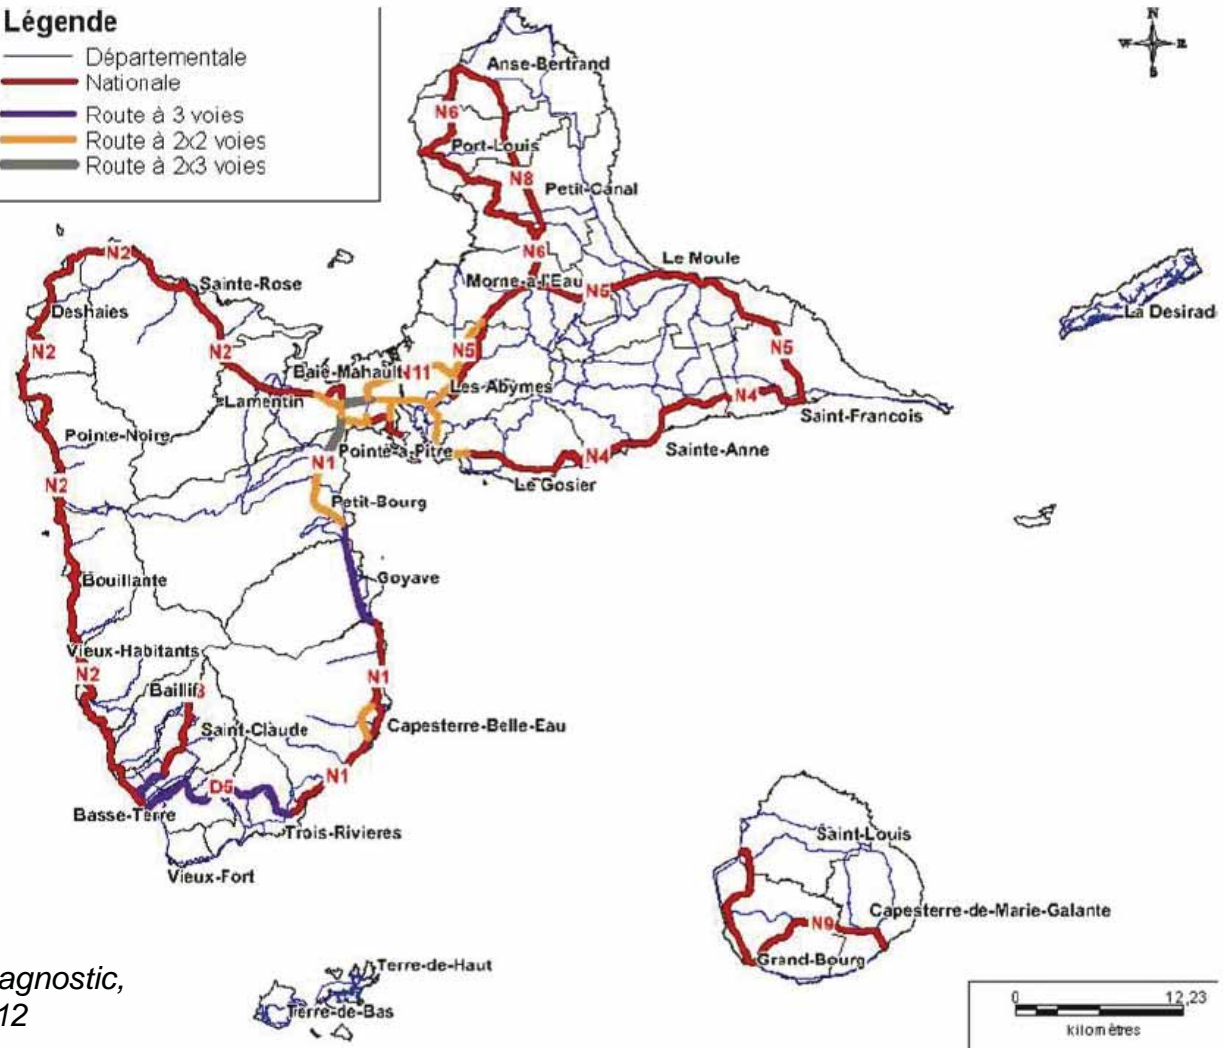 Légende
Départementale
Nationale
Route à 3 voies
Route à 2x2 voies
Route à 2x3 voies
N
W E
S
Anse-Bertrand
N6
Port-Louis
N8
Petit-Canal
N6
Le Moule
N2
Sainte-Rose
Morne-à-l'Eau
N5
La Desirad
Deshaies
N2
N2
N5
N5
Baie-Mahault
N11
Les Abymes
N4
Lamentin
Saint-Francois
Pointe-Noire
Pointe-à-Pitre
Sainte-Anne
N1
N4
Le Gosier
N2
Petit-Bourg
Bouillante
Goyave
Vieux-Habitants
N2
N1
Baillif
3
Saint-Claude
Capesterre-Belle-Eau
N1
D6
Basse-Terre
Trois-Rivieres
Vieux-Fort
Saint-Louis
Capesterre-de-Marie-Galante
N9
Grand-Bourg
Terre-de-Haut
Terre-de-Bas
agnostic,
12
0 12,23
kilomètres